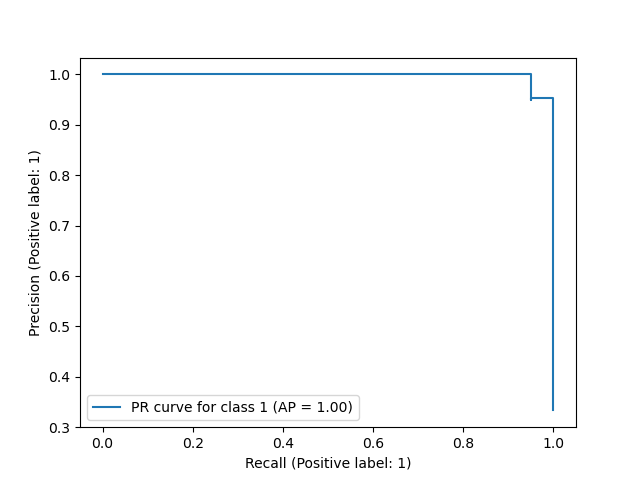 1.0
0.9
0.8
0.7
0.6
0.5
0.4
0.3
Precision (Positive label: 1)
PR curve for class 1 (AP = 1.00)
0.0 0.2 0.4 0.6 0.8 1.0
Recall (Positive label: 1)